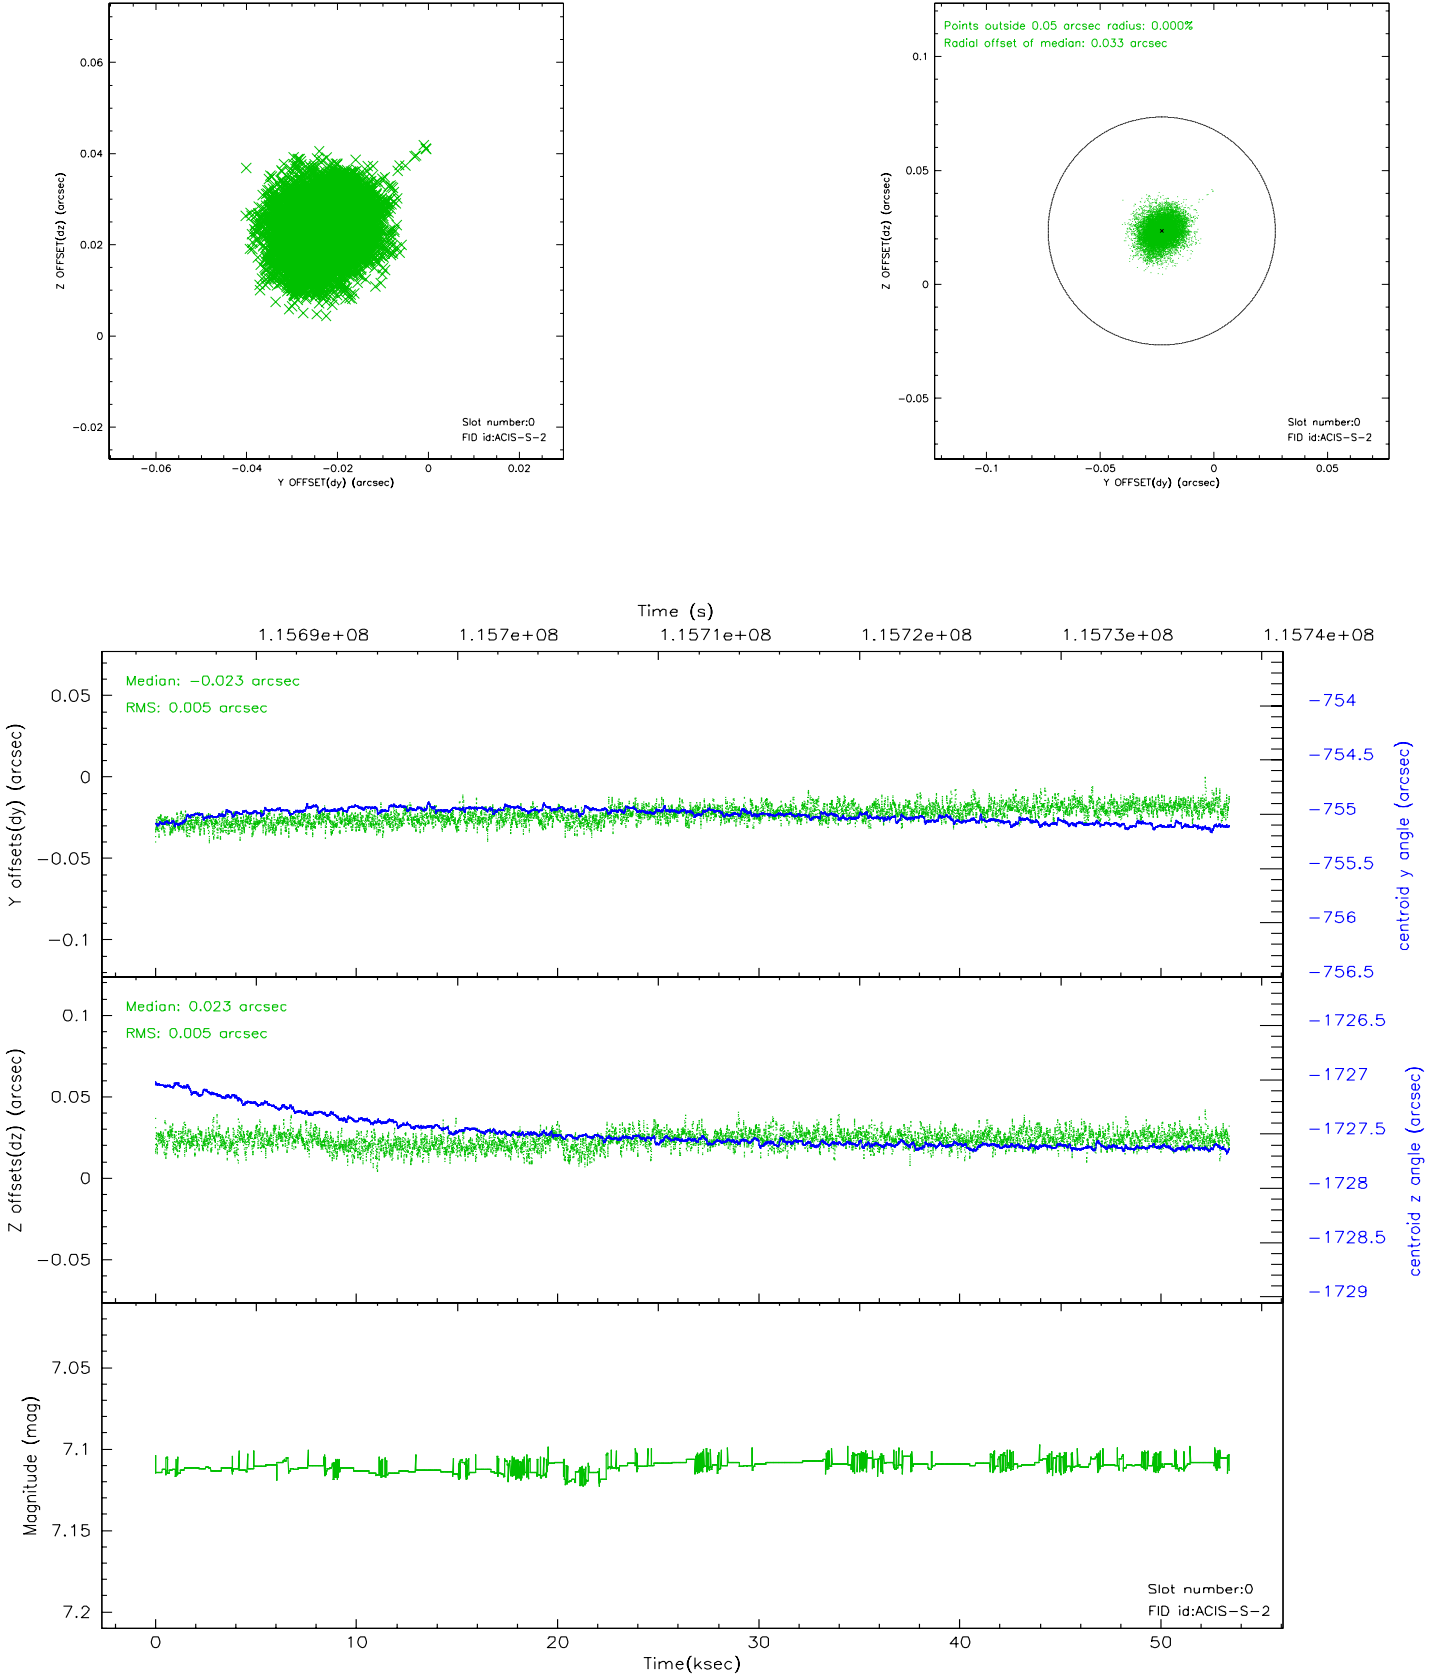 0.06
0.04
0.02
0
−0.02
Z OFFSET(dz) (arcsec)
Slot number:0
FID id:ACIS−S−2
−0.06
−0.04
−0.02
0
0.02
Y OFFSET(dy) (arcsec)
Points outside 0.05 arcsec radius: 0.000%
Radial offset of median: 0.033 arcsec
0.1
0.05
0
−0.05
Z OFFSET(dz) (arcsec)
Slot number:0
FID id:ACIS−S−2
−0.1
−0.05
0
0.05
Y OFFSET(dy) (arcsec)
Time (s)
1.1569e+08
1.157e+08
1.1571e+08
1.1572e+08
1.1573e+08
1.1574e+08
Median: −0.023 arcsec
RMS: 0.005 arcsec
0.05
0
−0.05
−0.1
Y offsets(dy) (arcsec)
−754
−754.5
−755
−755.5
−756
−756.5
centroid y angle (arcsec)
Median: 0.023 arcsec
RMS: 0.005 arcsec
0.1
0.05
0
−0.05
Z offsets(dz) (arcsec)
−1726.5
−1727
−1727.5
−1728
−1728.5
−1729
centroid z angle (arcsec)
7.05
7.1
7.15
7.2
Magnitude (mag)
Slot number:0
FID id:ACIS−S−2
0
10
20
30
40
50
Time(ksec)